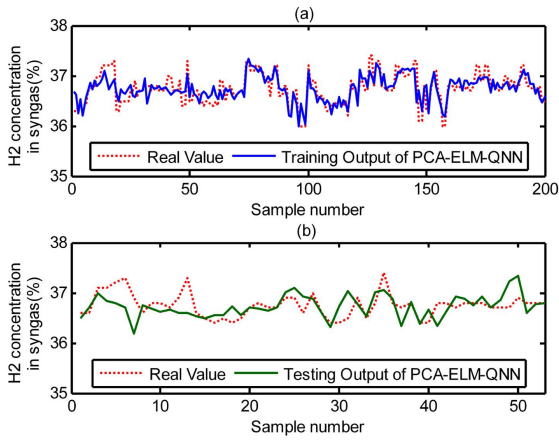 (a)
38
37
36
35
H2 concentration
in syngas(%)
Real Value
Training Output of PCA-ELM-QNN
0
50
100
150
200
Sample number
(b)
38
37
36
35
H2 concentration
in syngas(%)
Real Value
Testing Output of PCA-ELM-QNN
0
10
20
30
40
50
Sample number